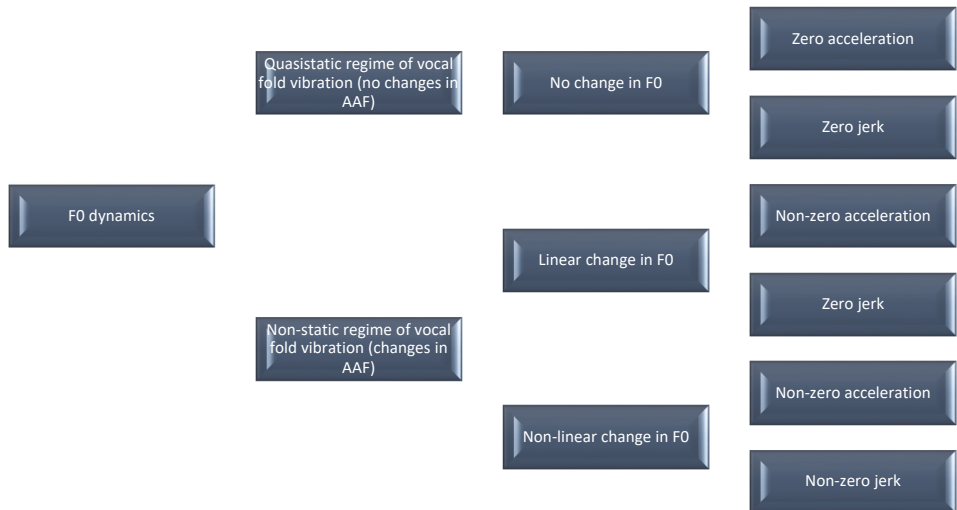 F0 dynamics
Quasistatic regime of vocal
fold vibration (no changes in
AAF)
Non-static regime of vocal
fold vibration (changes in
AAF)
No change in F0
Linear change in F0
Non-linear change in F0
Zero acceleration
Zero jerk
Non-zero acceleration
Zero jerk
Non-zero acceleration
Non-zero jerk